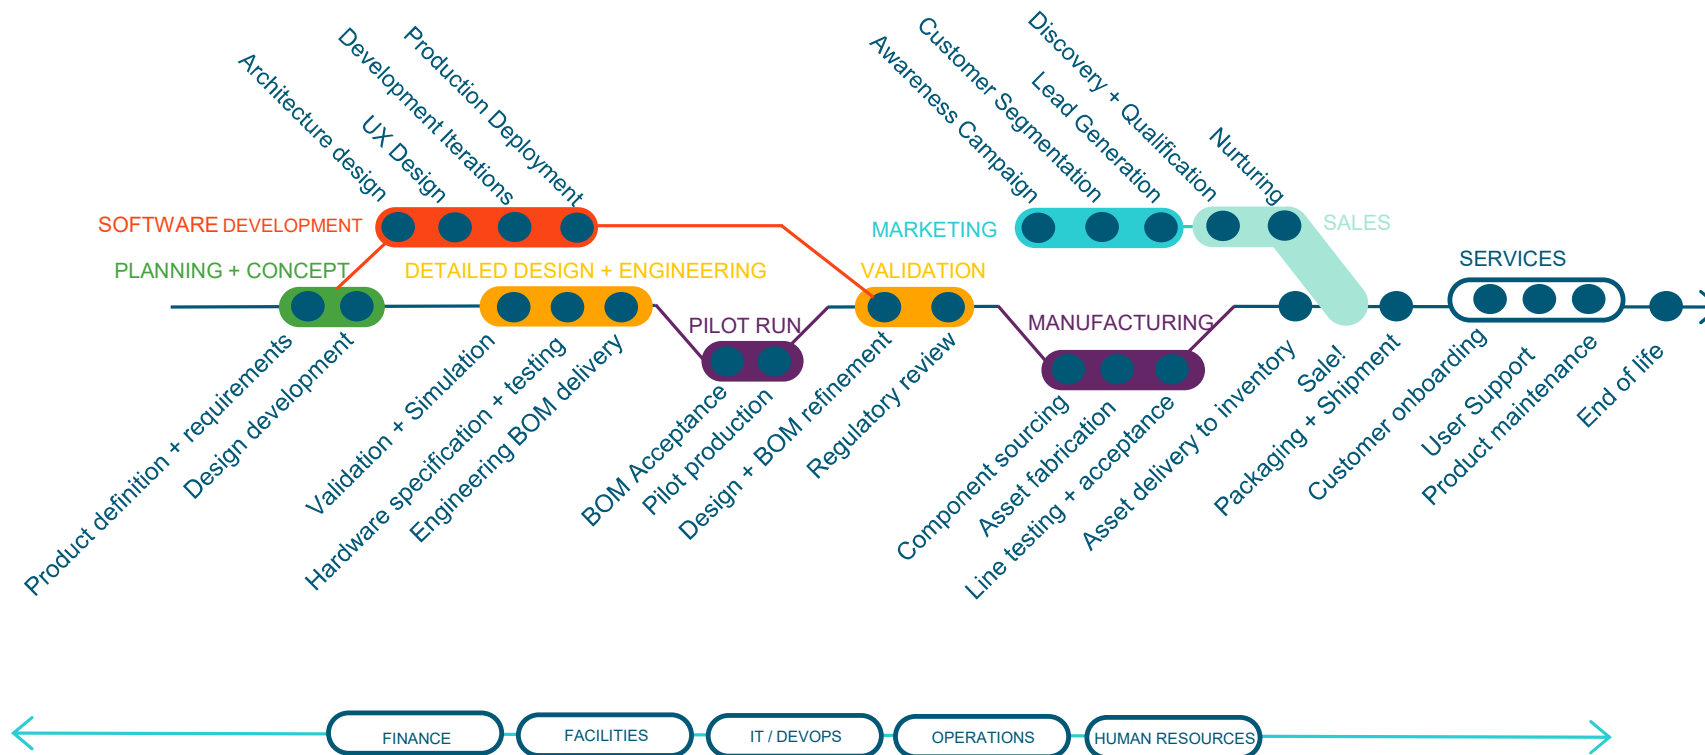 Architecture design
UX Design
Development Iterations
Production Deployment
Awareness Campaign
Customer Segmentation
Lead Generation
Discovery + Qualification
Nurturing
SOFTWARE DEVELOPMENT
MARKETING
SALES
PLANNING + CONCEPT
DETAILED DESIGN + ENGINEERING
VALIDATION
SERVICES
PILOT RUN
MANUFACTURING
Product definition + requirements
Design development
Validation + Simulation
Hardware specification + testing
Engineering BOM delivery
BOM Acceptance
Pilot production
Design + BOM refinement
Regulatory review
Component sourcing
Asset fabrication
Line testing + acceptance
Asset delivery to inventory
Sale!
Packaging + Shipment
Customer onboarding
User Support
Product maintenance
End of life
FINANCE
FACILITIES
IT / DEVOPS
OPERATIONS
HUMAN RESOURCES